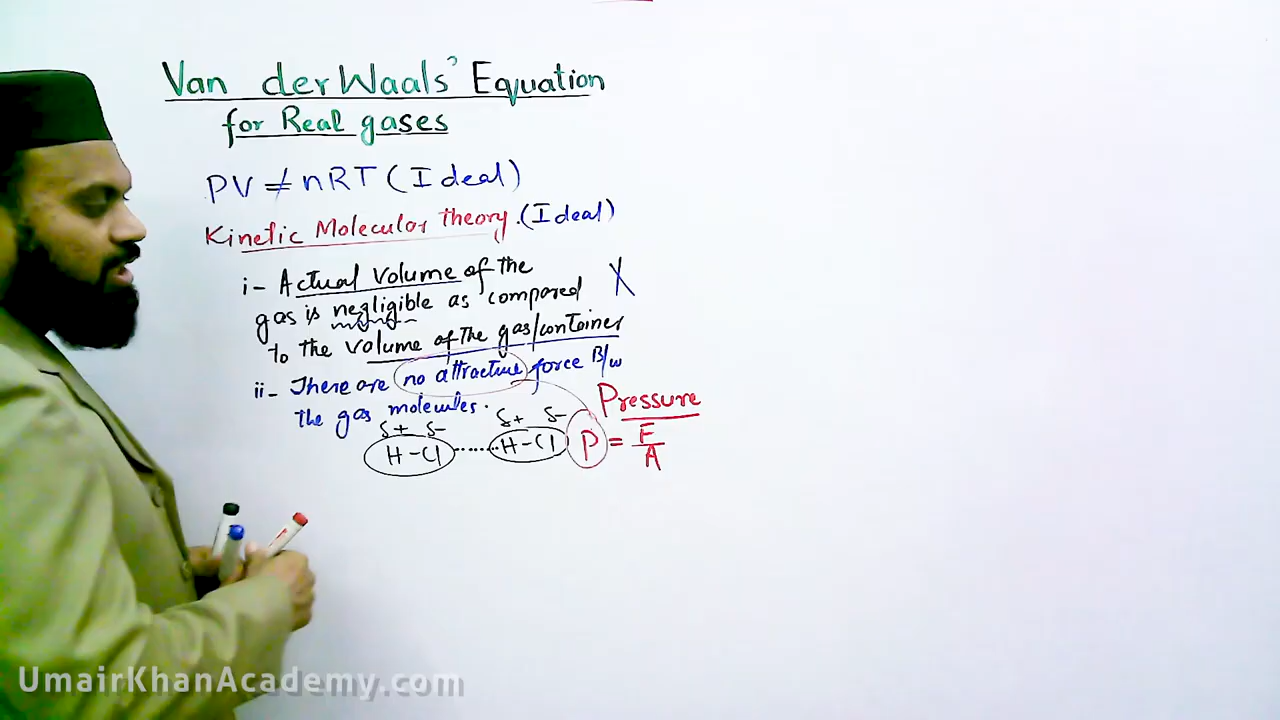 Van der Waals' Equation
for Real gases
PV ≠ nRT (Ideal)
Kinetic Molecular theory. (Ideal)
i- Actual volume of the
gas is negligible as compared X
to the volume of the gas/container
ii- There are no attractive force B/w
the gas molecules.
Pressure
δ+ δ- δ+ δ-
H-Cl ...... H-Cl
P = F/A
UmairKhanAcademy.com